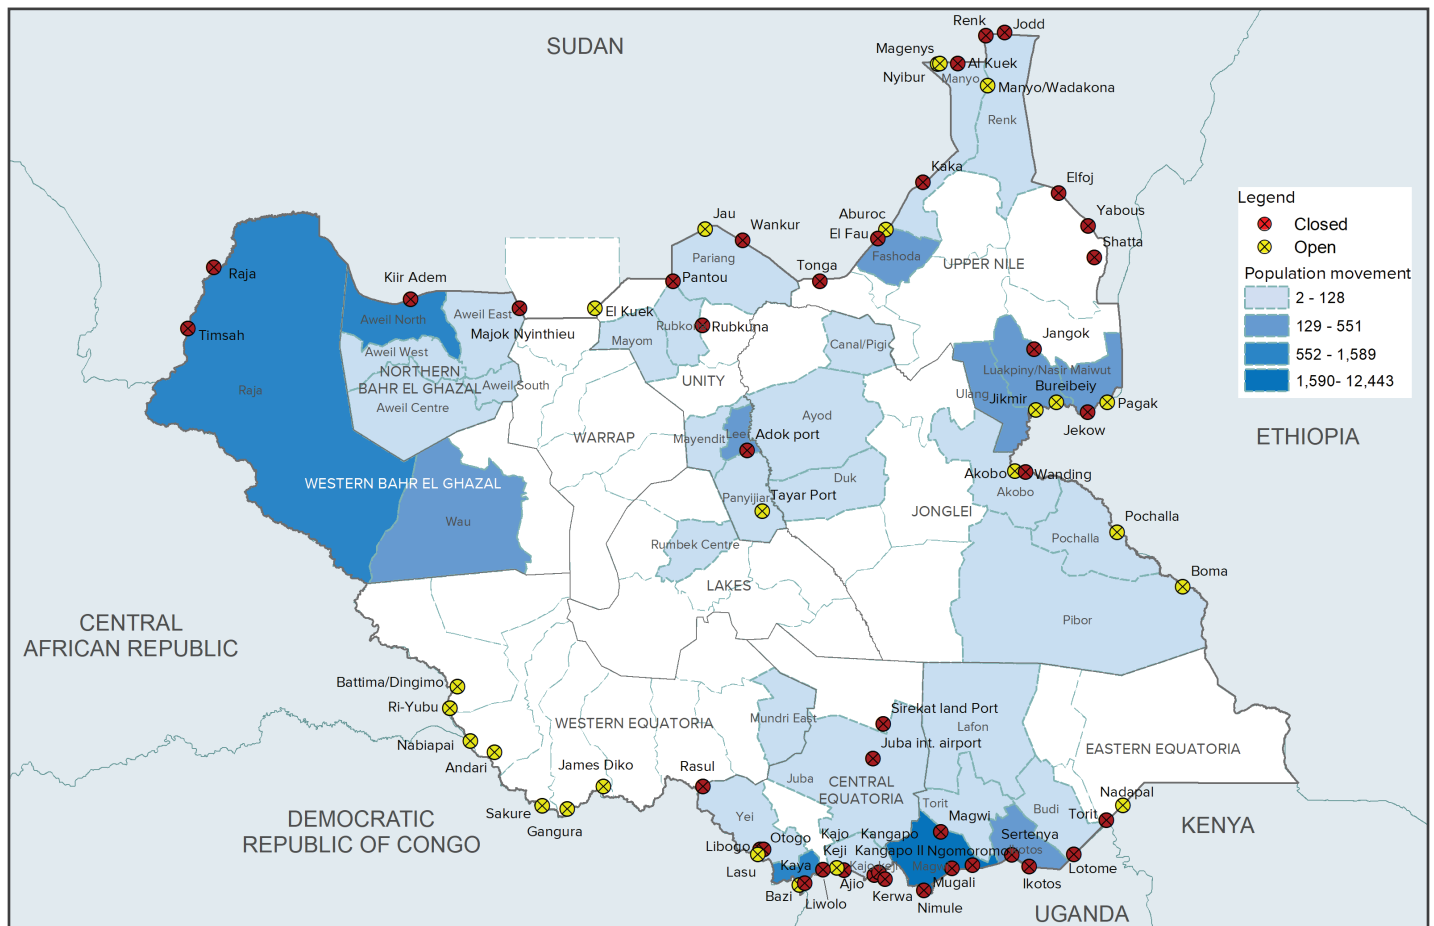 Renk
Jodd
SUDAN
Magenys
Al Kuek
Nyibur
Manyo
Manyo/Wadakona
Renk
Kaka
Elfoj
Legend
Jau
Aburoc
Yabous
Closed
Wankur
El Fau
Shatta
Open
Pariang
Fashoda
UPPER NILE
Raja
Kiir Adem
Pantou
Tonga
Population movement
2 - 128
Aweil North
Aweil East
El Kuek
129 - 551
Timsah
Majok Nyinthieu
Rubko
Rubkuna
Jangok
Mayom
Canal/Pigi
552 - 1,589
Aweil West
NORTHERN
BAHR EL GHAZAL
Aweil South
UNITY
Luakpiny/Nasir
Maiwut
1,590- 12,443
Raja
Bureibeiy
Ulang
Jikmir
Pagak
Aweil Centre
Ayod
Jekow
WARRAP
Mayendit
Leer
Adok port
ETHIOPIA
WESTERN BAHR EL GHAZAL
Duk
Akobo
Wanding
Panyijiar
Tayar Port
Akobo
JONGLEI
Wau
Pochalla
Rumbek Centre
Pochalla
LAKES
Boma
CENTRAL
AFRICAN REPUBLIC
Pibor
Battima/Dingimo
Ri-Yubu
Sirekat land Port
WESTERN EQUATORIA
Mundri East
Lafon
Nabiapai
Juba int. airport
EASTERN EQUATORIA
Andari
James Diko
Rasul
Juba
CENTRAL
EQUATORIA
Nadapal
Sakure
Torit
Budi
Torit
DEMOCRATIC
REPUBLIC OF CONGO
Gangura
Yei
Magwi
KENYA
Otogo
Kajo
Keji
Kangapo
Sertenya
Libogo
Kangapo II
Ngomoromo
Ikotos
Lasu
Kaya
Kajo-keji
Magwi
Lotome
Bazi
Ajio
Mugali
Ikotos
Liwolo
Kerwa
Nimule
UGANDA